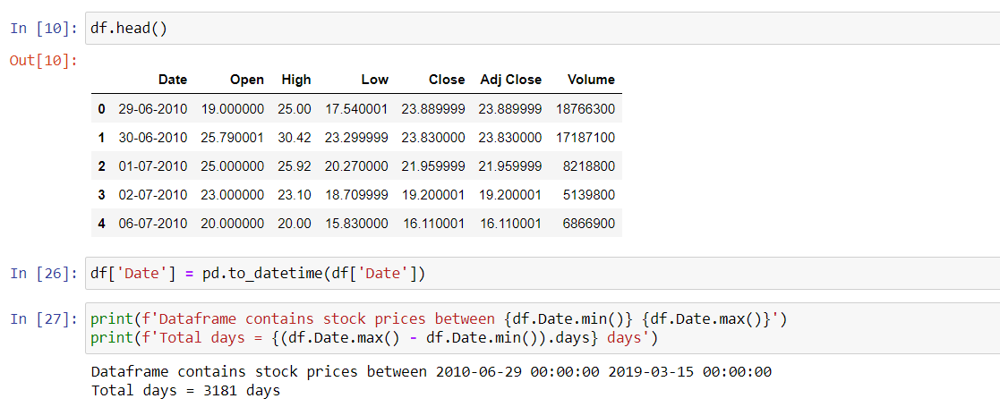 In [10]: df.head()
Out[10]:
Date Open High Low Close Adj Close Volume
0 29-06-2010 19.000000 25.00 17.540001 23.889999 23.889999 18766300
1 30-06-2010 25.790001 30.42 23.299999 23.830000 23.830000 17187100
2 01-07-2010 25.000000 25.92 20.270000 21.959999 21.959999 8218800
3 02-07-2010 23.000000 23.10 18.709999 19.200001 19.200001 5139800
4 06-07-2010 20.000000 20.00 15.830000 16.110001 16.110001 6866900
In [26]: df['Date'] = pd.to_datetime(df['Date'])
In [27]: print(f'Dataframe contains stock prices between {df.Date.min()} {df.Date.max()}')
print(f'Total days = {(df.Date.max() - df.Date.min()).days} days')
Dataframe contains stock prices between 2010-06-29 00:00:00 2019-03-15 00:00:00
Total days = 3181 days